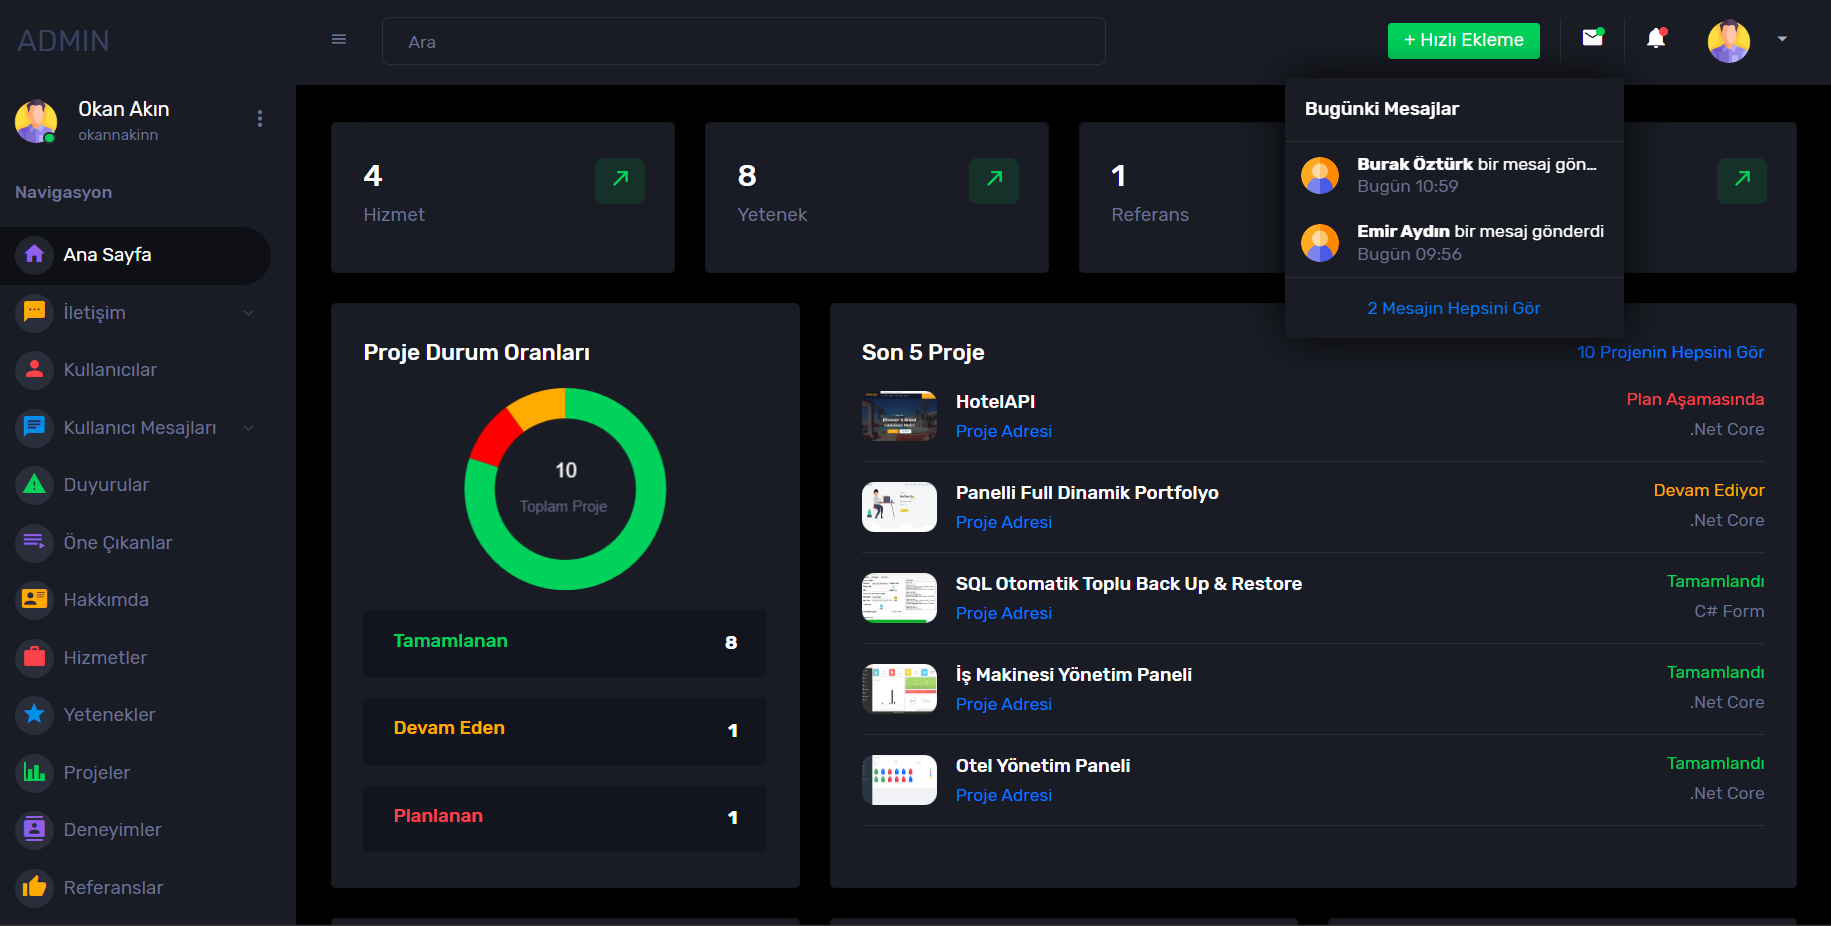 ADMIN
Ara
+ Hızlı Ekleme
Okan Akın
okannakinn
Navigasyon
Ana Sayfa
İletişim
Kullanıcılar
Kullanıcı Mesajları
Duyurular
Öne Çıkanlar
Hakkımda
Hizmetler
Yetenekler
Projeler
Deneyimler
Referanslar
4
Hizmet
8
Yetenek
1
Referans
Bugünki Mesajlar
Burak Öztürk bir mesaj gön...
Bugün 10:59
Emir Aydın bir mesaj gönderdi
Bugün 09:56
2 Mesajın Hepsini Gör
Proje Durum Oranları
10
Toplam Proje
Tamamlanan 8
Devam Eden 1
Planlanan 1
Son 5 Proje
10 Projenin Hepsini Gör
HotelAPI
Plan Aşamasında
Proje Adresi
.Net Core
Panelli Full Dinamik Portfolyo
Devam Ediyor
Proje Adresi
.Net Core
SQL Otomatik Toplu Back Up & Restore
Tamamlandı
Proje Adresi
C# Form
İş Makinesi Yönetim Paneli
Tamamlandı
Proje Adresi
.Net Core
Otel Yönetim Paneli
Tamamlandı
Proje Adresi
.Net Core